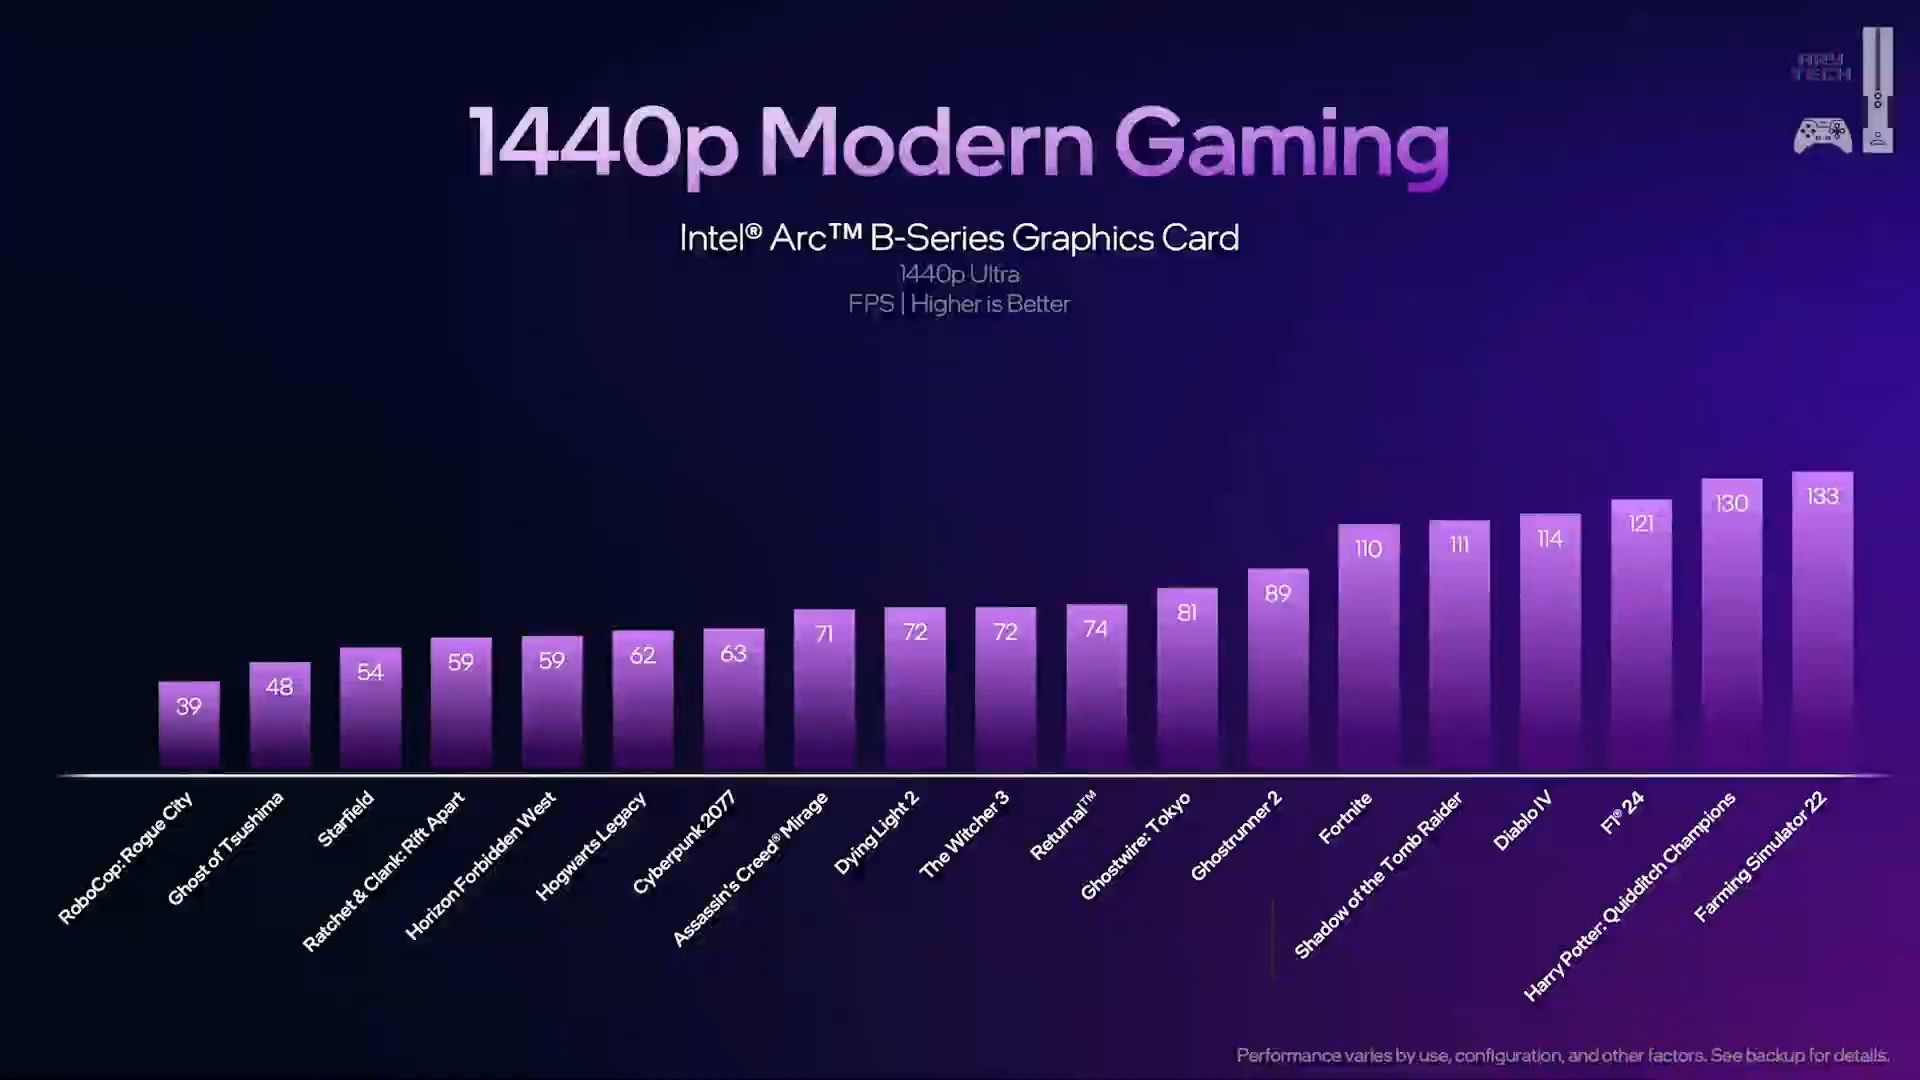 ARY
TECH
1440p Modern Gaming
Intel® Arc™ B-Series Graphics Card
1440p Ultra
FPS | Higher is Better
39
48
54
59
59
62
63
71
72
72
74
81
89
110
111
114
121
130
133
RoboCop: Rogue City
Ghost of Tsushima
Starfield
Ratchet & Clank: Rift Apart
Horizon Forbidden West
Hogwarts Legacy
Cyberpunk 2077
Assassin's Creed® Mirage
Dying Light 2
The Witcher 3
Returnal™
Ghostwire: Tokyo
Ghostrunner 2
Fortnite
Shadow of the Tomb Raider
Diablo IV
F1® 24
Harry Potter: Quidditch Champions
Farming Simulator 22
Performance varies by use, configuration, and other factors. See backup for details.